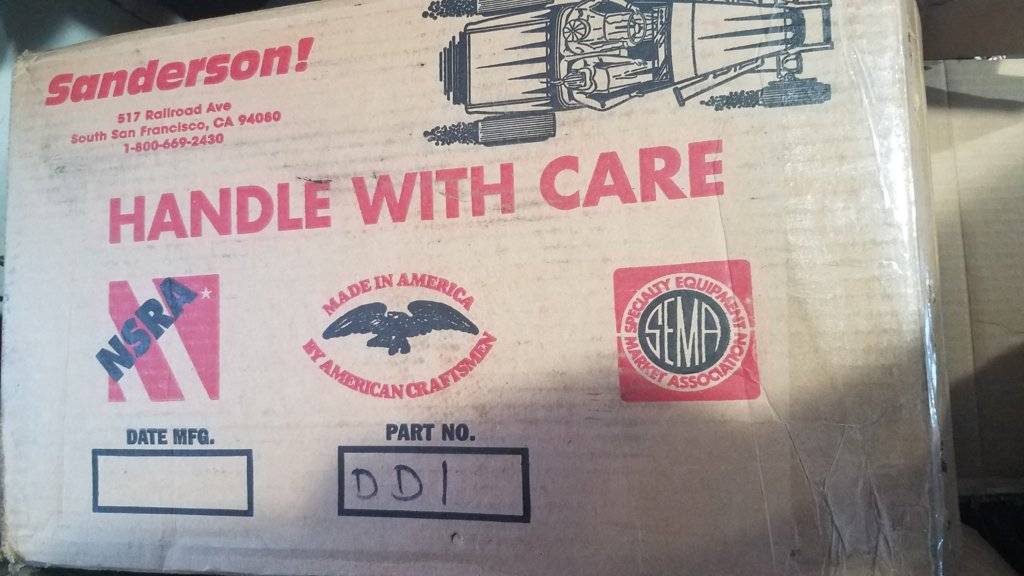 Sanderson!
517 Railroad Ave
South San Francisco, CA 94080
1-800-669-2430
HANDLE WITH CARE
NSRA
MADE IN AMERICA
BY AMERICAN CRAFTSMEN
SPECIALTY EQUIPMENT
SEMA
MARKET ASSOCIATION
DATE MFG.
PART NO.
DD1